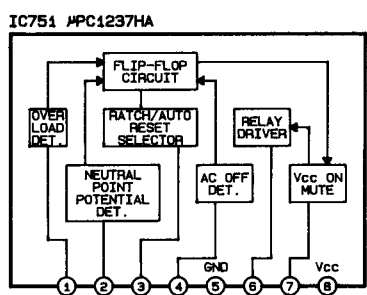 IC751 μPC1237HA
FLIP-FLOP
CIRCUIT
OVER
LOAD
DET.
RATCH/AUTO
RESET
SELECTOR
RELAY
DRIVER
NEUTRAL
POINT
POTENTIAL
DET.
AC OFF
DET.
Vcc ON
MUTE
GND
Vcc
1 2 3 4 5 6 7 8